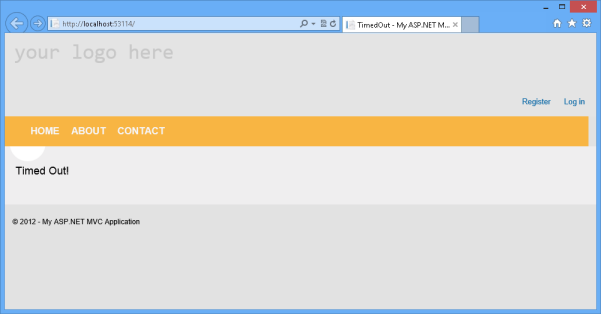 http://localhost:53114/
TimedOut - My ASP.NET M...
your logo here
Register Log in
HOME ABOUT CONTACT
Timed Out!
© 2012 - My ASP.NET MVC Application